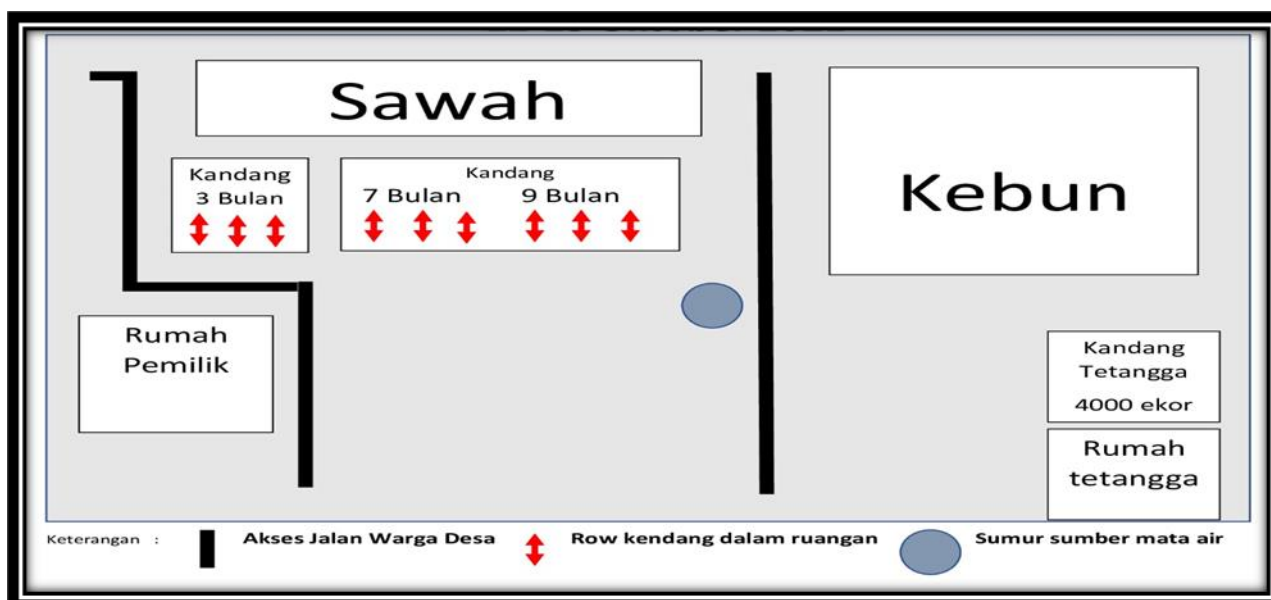 Sawah
Kebun
Kandang
3 Bulan
Kandang
7 Bulan 9 Bulan
Rumah
Pemilik
Kandang
Tetangga
4000 ekor
Rumah
tetangga
Keterangan : Akses Jalan Warga Desa Row kendang dalam ruangan Sumur sumber mata air